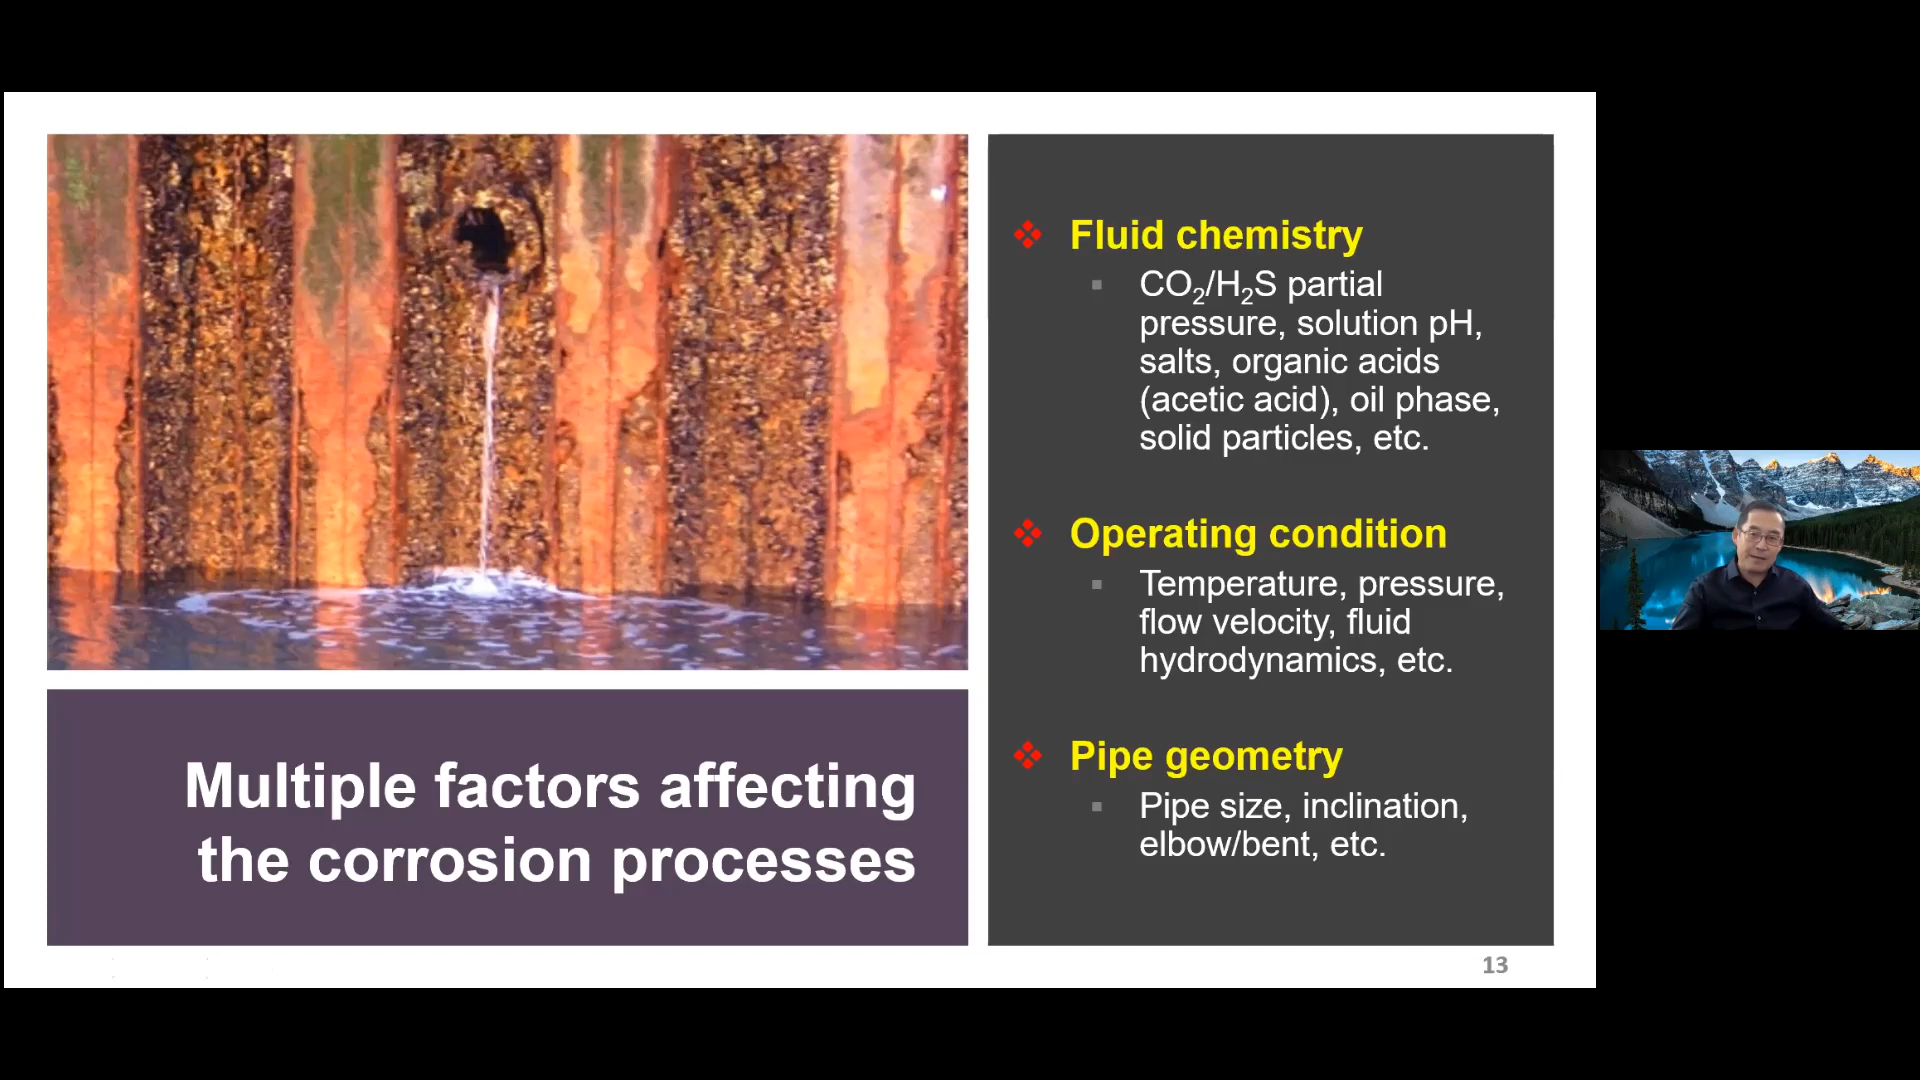 Multiple factors affecting
the corrosion processes
❖ Fluid chemistry
▪ CO₂/H₂S partial
pressure, solution pH,
salts, organic acids
(acetic acid), oil phase,
solid particles, etc.
❖ Operating condition
▪ Temperature, pressure,
flow velocity, fluid
hydrodynamics, etc.
❖ Pipe geometry
▪ Pipe size, inclination,
elbow/bent, etc.
13